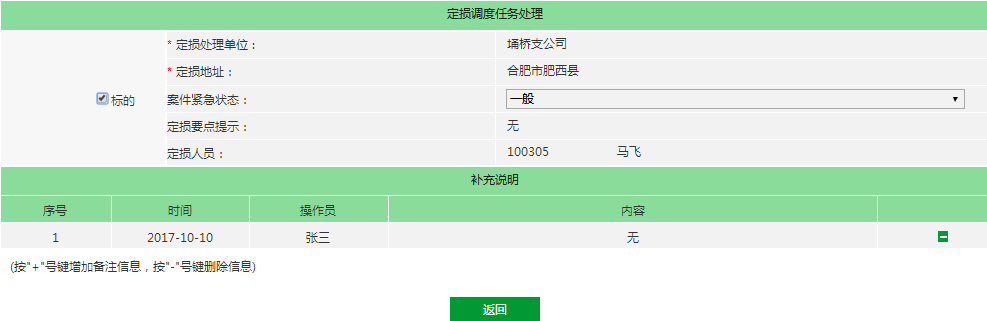 定损调度任务处理
* 定损处理单位： 埇桥支公司
* 定损地址： 合肥市肥西县
标的 案件紧急状态： 一般
定损要点提示： 无
定损人员： 100305 马飞
补充说明
序号 时间 操作员 内容
1 2017-10-10 张三 无
(按"+"号键增加备注信息，按"-"号键删除信息)
返回